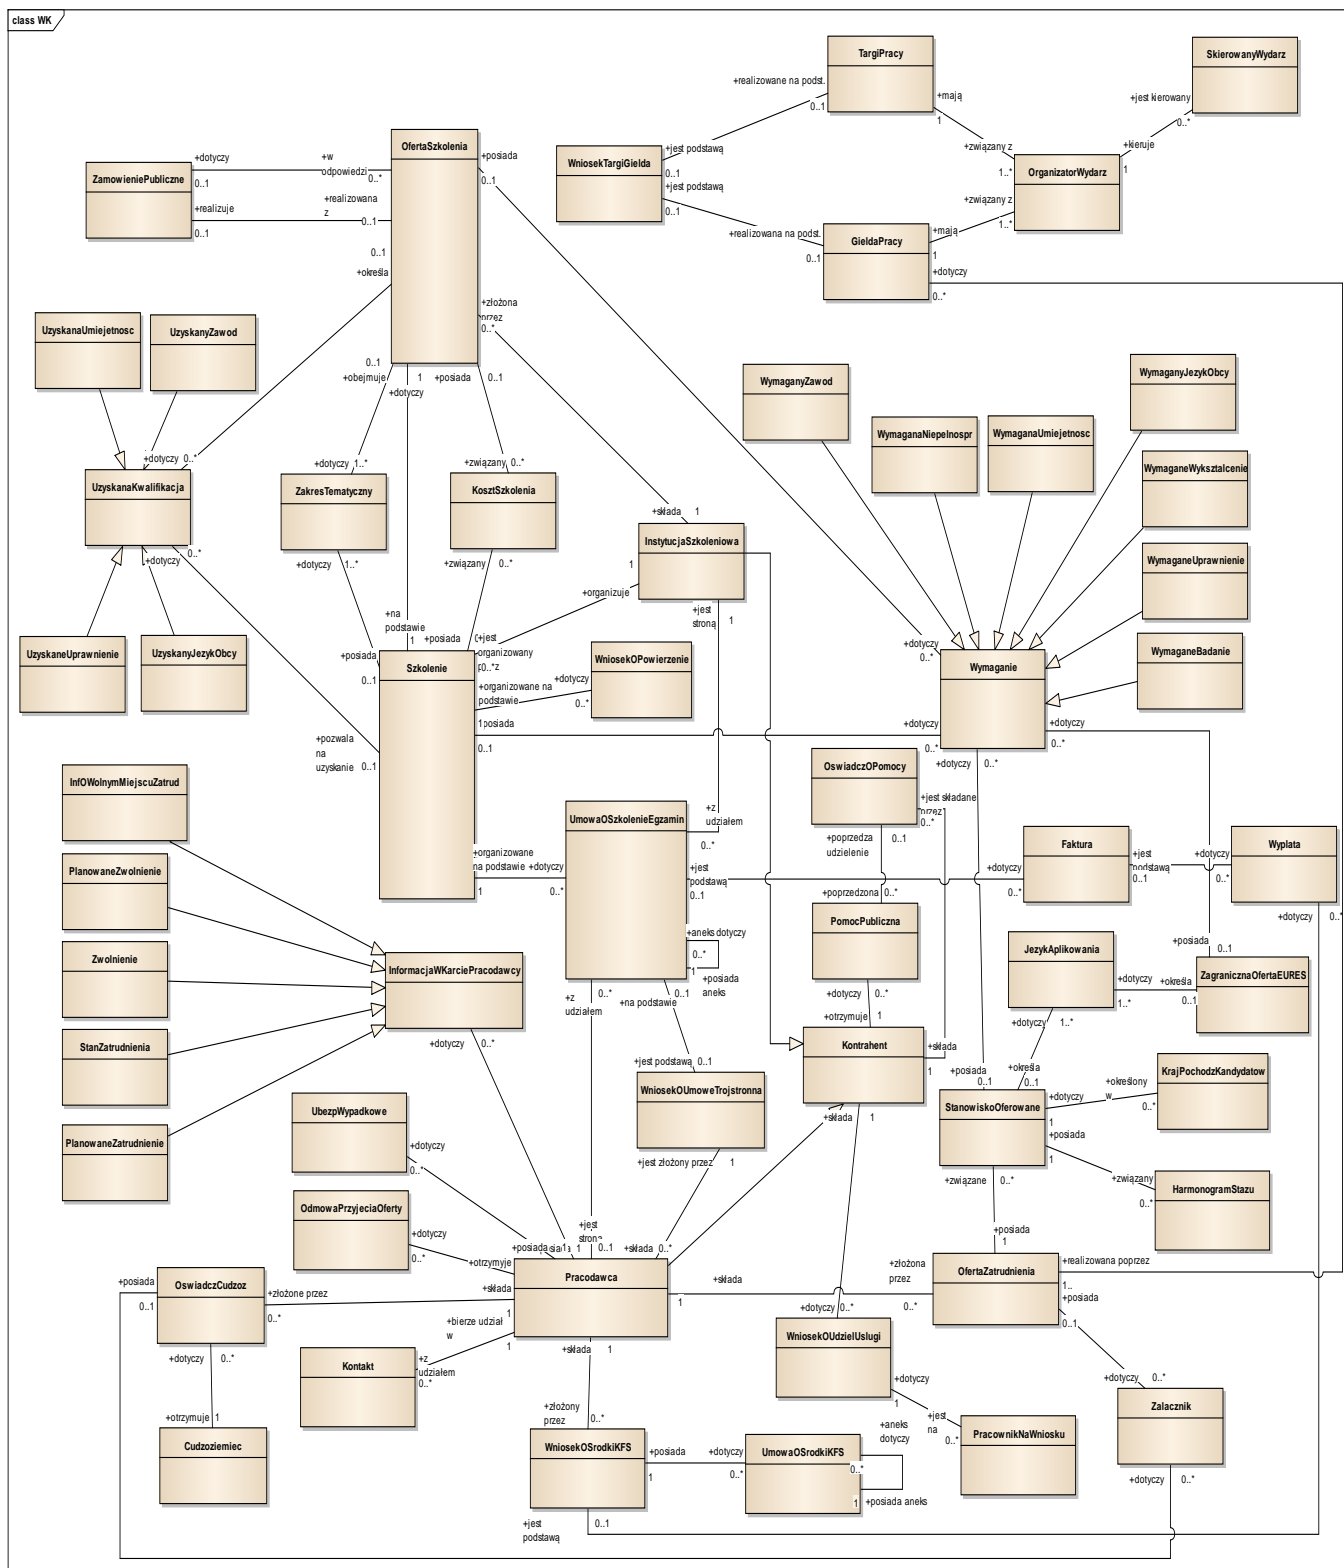 class WK
TargiPracy
SkierowanyWydarz
+realizowane na podst.
0..1
+mają
1
+jest kierowany
0..*
OfertaSzkolenia
+posiada
0..1
+jest podstawą
0..1
WniosekTargiGielda
+jest podstawą
0..1
+związany z
1..*
+kieruje
1
OrganizatorWydarz
+związany z
1..*
ZamowieniePubliczne
+dotyczy
0..1
+w
odpowiedzi
0..*
+realizuje
0..1
+realizowana
z
0..1
+realizowana na podst.
0..1
GieldaPracy
+mają
1
+dotyczy
0..*
0..1
+określa
+złożona
przez
0..*
UzyskanaUmiejetnosc
UzyskanyZawod
0..1
+obejmuje
1
+dotyczy
+posiada
0..1
WymaganyZawod
WymaganyJezykObcy
WymaganaNiepelnospr
WymaganaUmiejetnosc
WymaganeWyksztalcenie
+dotyczy
0..*
UzyskanaKwalifikacja
+dotyczy
1..*
ZakresTematyczny
+związany
0..*
KosztSzkolenia
+składa
1
InstytucjaSzkoleniowa
+dotyczy
0..*
+dotyczy
1..*
+związany
0..*
1
+organizuje
WymaganeUprawnienie
+jest
stroną
1
UzyskaneUprawnienie
UzyskanyJezykObcy
+na
podstawie
1
+posiada
+jest
organizowany
0..*
+posiada
0..1
Szkolenie
WniosekOPowierzenie
+organizowane na
podstawie
1
+dotyczy
0..*
+dotyczy
0..*
Wymaganie
WymaganeBadanie
+posiada
0..1
+dotyczy
0..*
+dotyczy
0..*
+dotyczy
0..*
+pozwala
na
uzyskanie
0..1
InfOWolnymMiejscuZatrud
OswiadczOPomocy
+jest składane
przez
0..*
+poprzedza
udzielenie
0..1
UmowaOSzkolenieEgzamin
+z
udziałem
0..*
+organizowane
na podstawie
1
+dotyczy
0..*
+jest
podstawą
0..1
+dotyczy
0..*
Faktura
+jest
podstawą
0..1
+dotyczy
0..*
Wyplata
+dotyczy
0..*
PlanowaneZwolnienie
+poprzedzona
0..*
PomocPubliczna
+aneks dotyczy
0..*
1
+posiada
aneks
JezykAplikowania
+posiada
0..1
ZagranicznaOfertaEURES
+dotyczy
1..*
+określa
0..1
Zwolnienie
InformacjaWKarciePracodawcy
+dotyczy
0..*
+z
udziałem
0..*
+na podstawie
0..1
+dotyczy
0..*
+otrzymuje
1
+dotyczy
1..*
StanZatrudnienia
Kontrahent
+składa
1
+składa
1
+jest podstawą
0..1
WniosekOUmoweTrojstronna
+jest złożony przez
1
+posiada
0..1
+określa
0..1
StanowiskoOferowane
+dotyczy
1
+określony
w
0..*
KrajPochodzKandydatow
+posiada
1
+związany
0..*
HarmonogramStazu
+związane
0..*
PlanowaneZatrudnienie
UbezpWypadkowe
+dotyczy
0..*
OdmowaPrzyjeciaOferty
+dotyczy
0..*
+posiada
1
1
+jest
stroną
0..1
+składa
0..*
+posiada
1
OfertaZatrudnienia
+realizowana poprzez
1..
+posiada
0..1
+otrzymyje
1
Pracodawca
+składa
1
+złożona
przez
0..*
+posiada
0..1
OswiadczCudzoz
+złożone przez
0..*
+składa
1
+bierze udział
w
1
+składa
1
+dotyczy
0..*
WniosekOUdzielUslugi
Kontakt
+z
udziałem
0..*
+dotyczy
0..*
+dotyczy
1
+dotyczy
0..*
Zalacznik
+dotyczy
0..*
+jest
na
0..*
PracownikNaWniosku
+otrzymuje
1
Cudzoziemiec
+złożony
przez
0..*
WniosekOSrodkiKFS
+posiada
1
+dotyczy
0..*
UmowaOSrodkiKFS
+aneks
dotyczy
0..*
1
+posiada aneks
+jest
podstawą
0..1